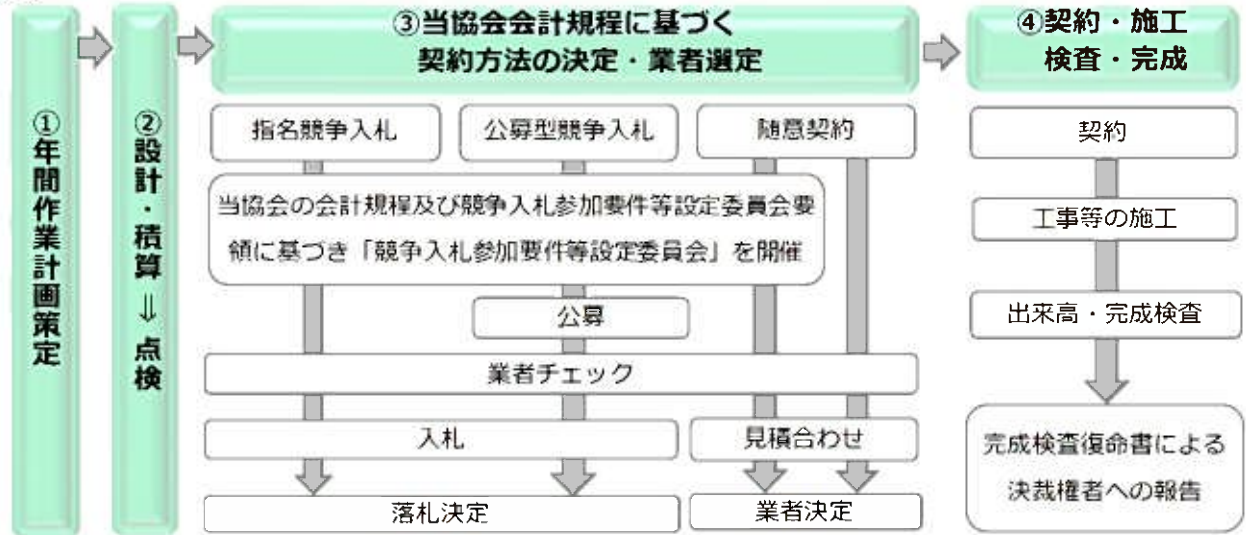 ①年間作業計画策定
②設計・積算⇒点検
③当協会会計規程に基づく
契約方法の決定・業者選定
指名競争入札
公募型競争入札
随意契約
当協会の会計規程及び競争入札参加要件等設定委員会要
領に基づき「競争入札参加要件等設定委員会」を開催
公募
業者チェック
入札
見積合わせ
落札決定
業者決定
④契約・施工
検査・完成
契約
工事等の施工
出来高・完成検査
完成検査復命書による
決裁権者への報告